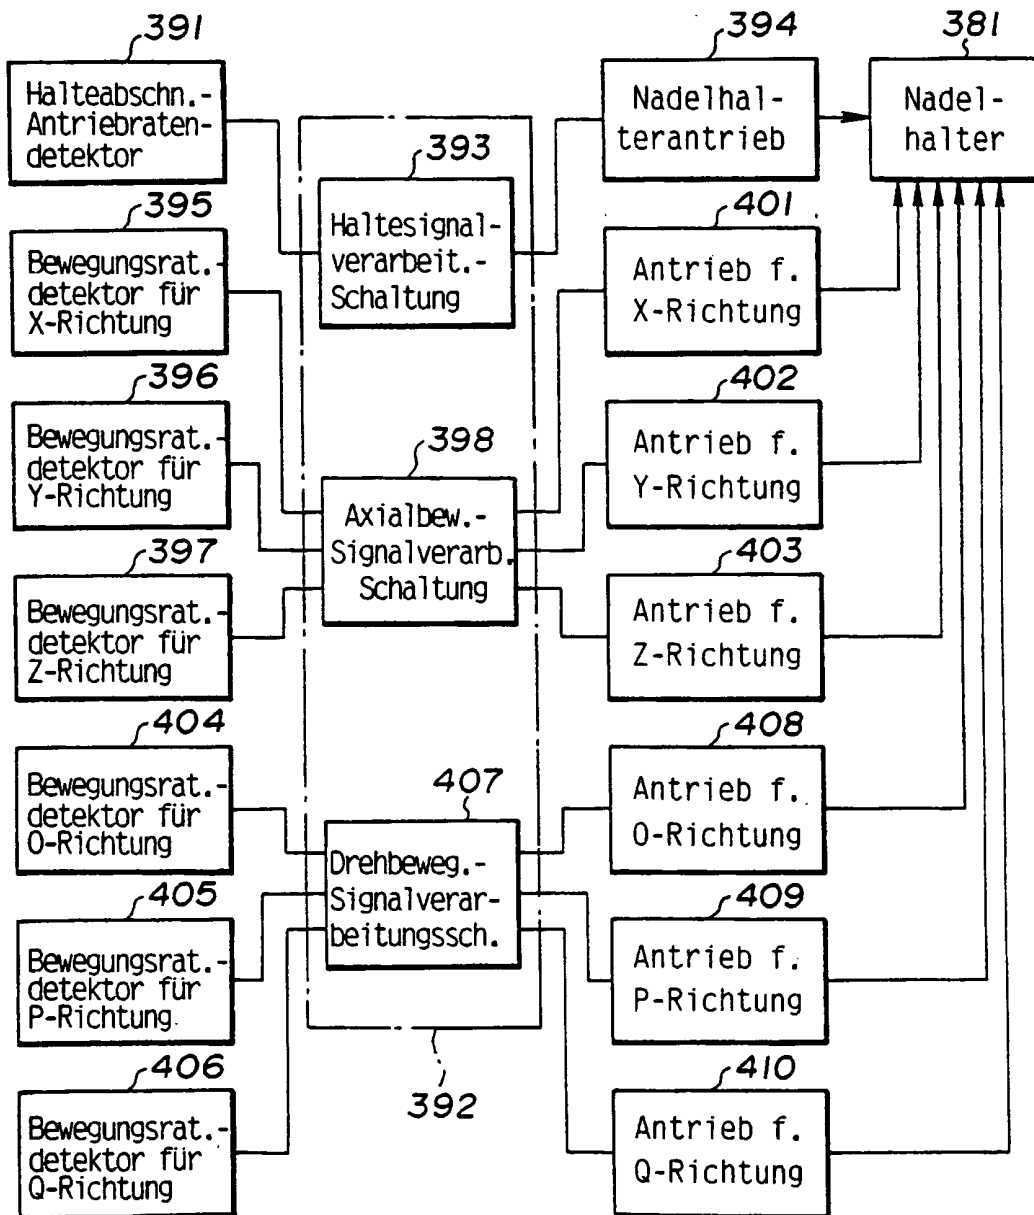 391
Halteabschn.-
Antriebraten-
detektor
393
Haltesignal-
verarbeit.-
Schaltung
394
Nadelhal-
terantrieb
381
Nadel-
halter
395
Bewegungsrat.-
detektor für
X-Richtung
401
Antrieb f.
X-Richtung
396
Bewegungsrat.-
detektor für
Y-Richtung
398
Axialbew.-
Signalverarb.
Schaltung
402
Antrieb f.
Y-Richtung
397
Bewegungsrat.-
detektor für
Z-Richtung
403
Antrieb f.
Z-Richtung
404
Bewegungsrat.-
detektor für
O-Richtung
407
Drehbeweg.-
Signalverar-
beitungssch.
408
Antrieb f.
O-Richtung
405
Bewegungsrat.-
detektor für
P-Richtung
409
Antrieb f.
P-Richtung
406
Bewegungsrat.-
detektor für
Q-Richtung
392
410
Antrieb f.
Q-Richtung